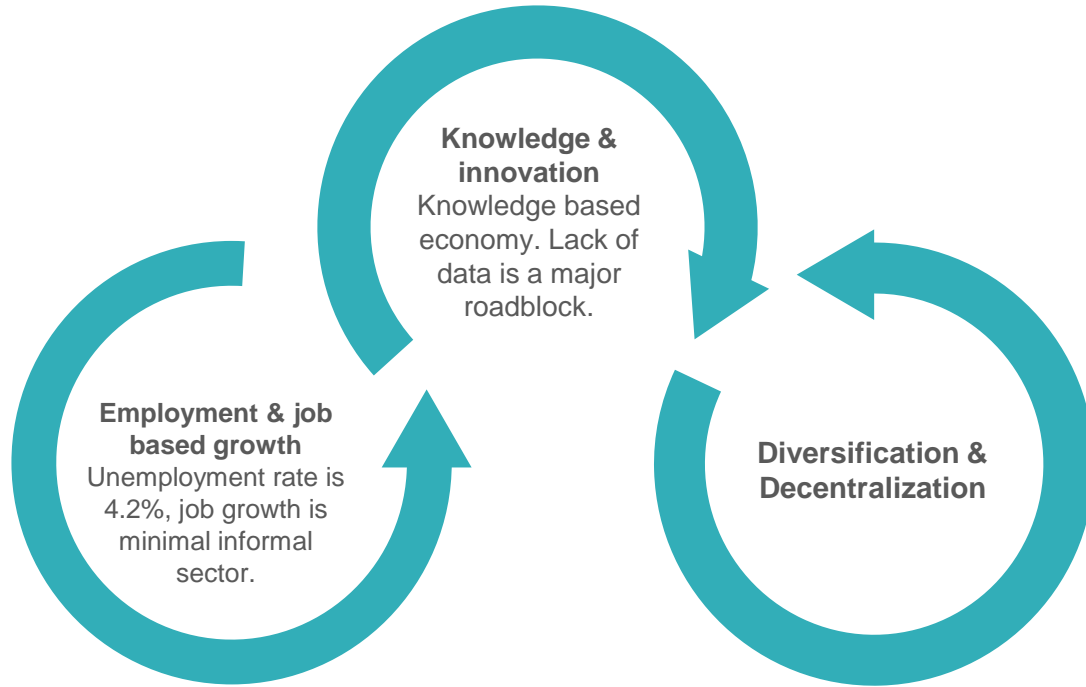 Knowledge &
innovation
Knowledge based
economy. Lack of
data is a major
roadblock.
Employment & job
based growth
Unemployment rate is
4.2%, job growth is
minimal informal
sector.
Diversification &
Decentralization